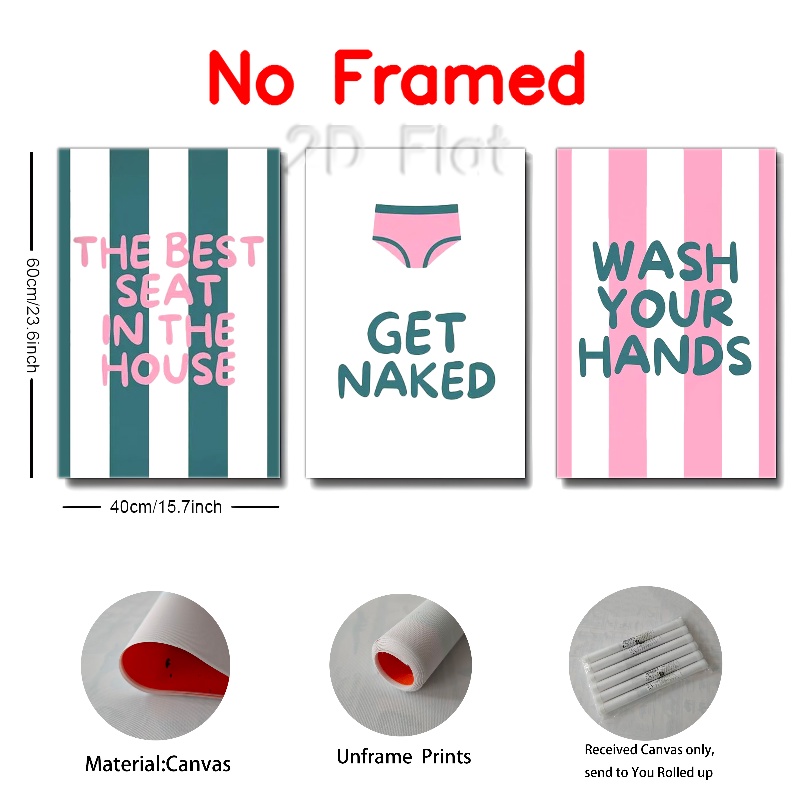 No Framed
2D Flat
THE BEST
SEAT
IN THE
HOUSE
GET
NAKED
WASH
YOUR
HANDS
60cm/23.6inch
40cm/15.7inch
Material:Canvas
Unframe Prints
Received Canvas only,
send to You Rolled up